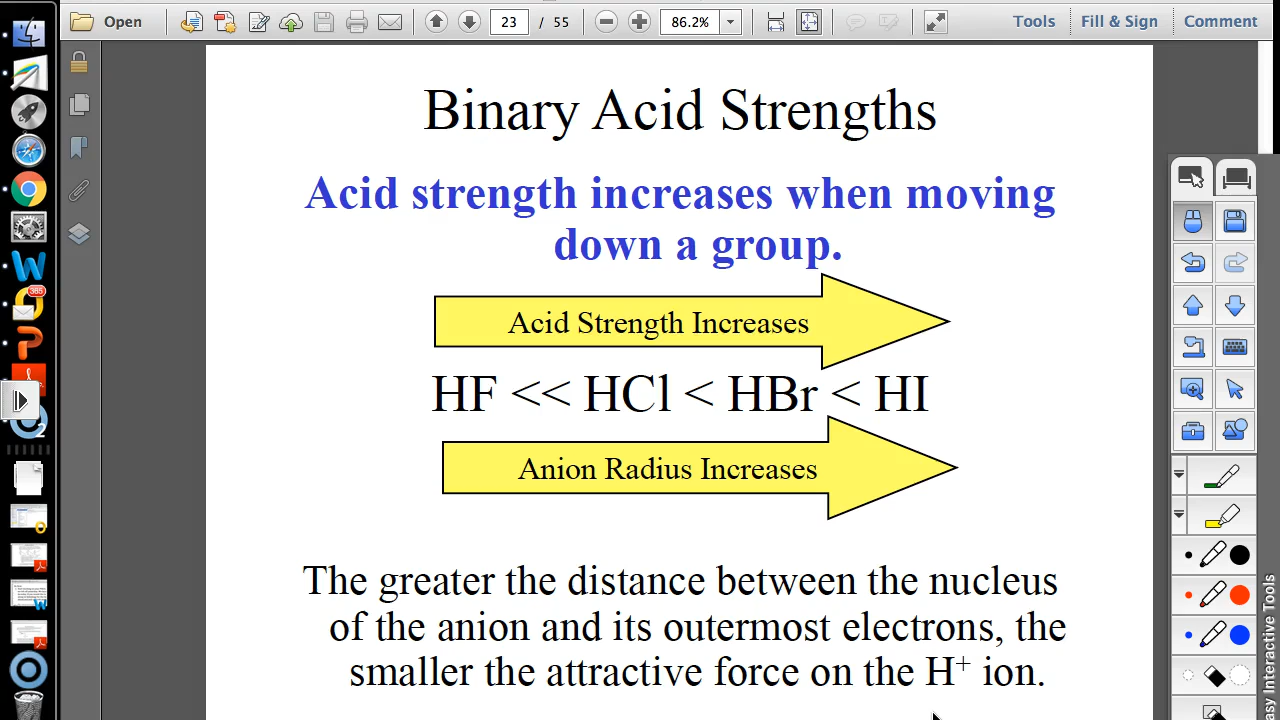 Open
23 / 55
86.2%
Tools
Fill & Sign
Comment
Binary Acid Strengths
Acid strength increases when moving
down a group.
Acid Strength Increases
HF << HCl < HBr < HI
Anion Radius Increases
The greater the distance between the nucleus
of the anion and its outermost electrons, the
smaller the attractive force on the H⁺ ion.
365
2
easy Interactive Tools